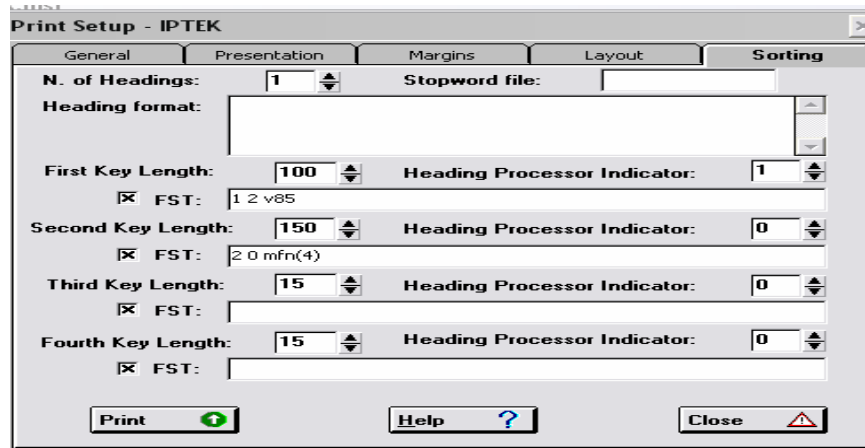 Print Setup - IPTEK
General Presentation Margins Layout Sorting
N. of Headings: 1 Stopword file:
Heading format:
First Key Length: 100 Heading Processor Indicator: 1
FST: 1 2 v85
Second Key Length: 150 Heading Processor Indicator: 0
FST: 2 0 mfn(4)
Third Key Length: 15 Heading Processor Indicator: 0
FST:
Fourth Key Length: 15 Heading Processor Indicator: 0
FST:
Print Help ? Close